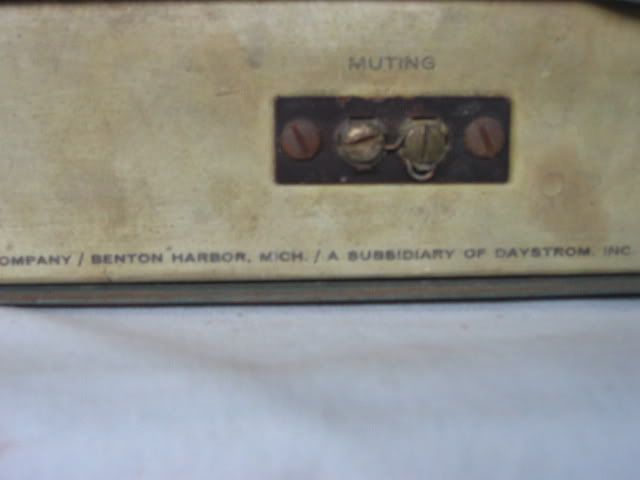 MUTING
OMPANY / BENTON HARBOR, MICH. / A SUBSIDIARY OF DAYSTROM, INC